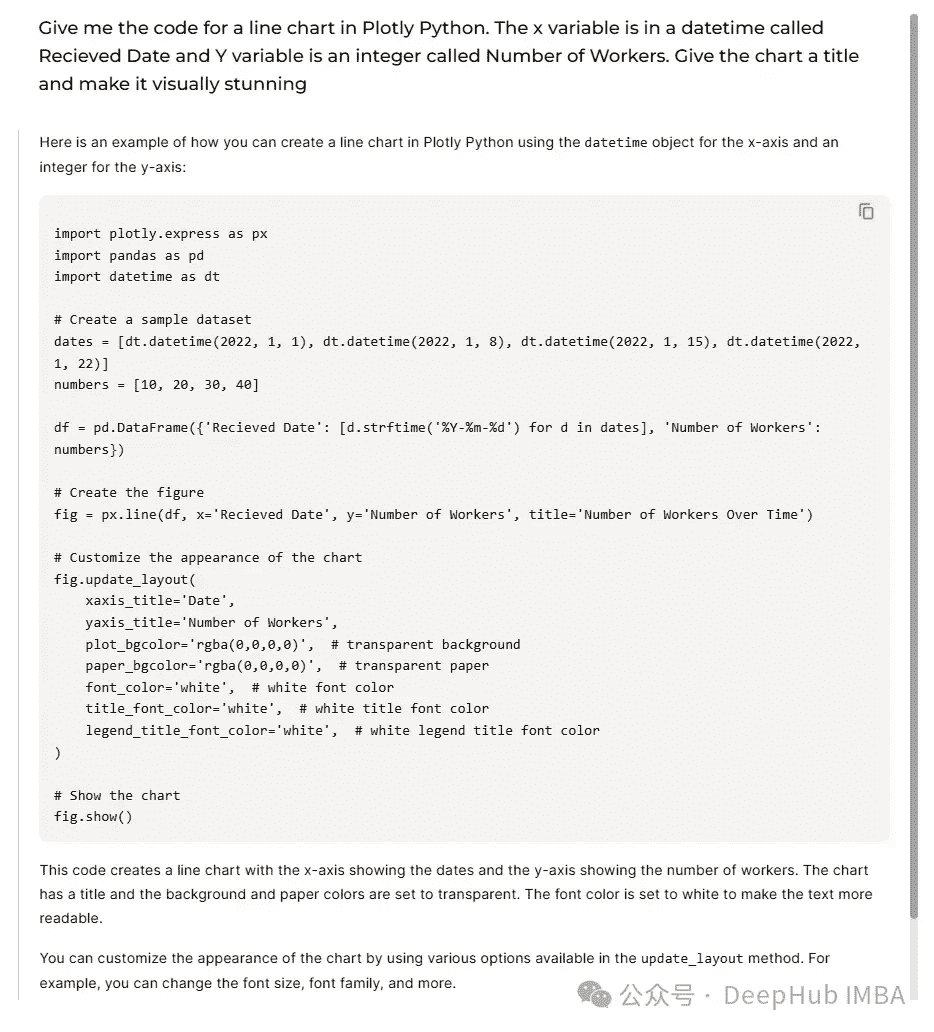 Give me the code for a line chart in Plotly Python. The x variable is in a datetime called
Recieved Date and Y variable is an integer called Number of Workers. Give the chart a title
and make it visually stunning
Here is an example of how you can create a line chart in Plotly Python using the datetime object for the x-axis and an
integer for the y-axis:
import plotly.express as px
import pandas as pd
import datetime as dt
# Create a sample dataset
dates = [dt.datetime(2022, 1, 1), dt.datetime(2022, 1, 8), dt.datetime(2022, 1, 15), dt.datetime(2022,
1, 22)]
numbers = [10, 20, 30, 40]
df = pd.DataFrame({'Recieved Date': [d.strftime('%Y-%m-%d') for d in dates], 'Number of Workers':
numbers})
# Create the figure
fig = px.line(df, x='Recieved Date', y='Number of Workers', title='Number of Workers Over Time')
# Customize the appearance of the chart
fig.update_layout(
    xaxis_title='Date',
    yaxis_title='Number of Workers',
    plot_bgcolor='rgba(0,0,0,0)',  # transparent background
    paper_bgcolor='rgba(0,0,0,0)',  # transparent paper
    font_color='white',  # white font color
    title_font_color='white',  # white title font color
    legend_title_font_color='white',  # white legend title font color
)
# Show the chart
fig.show()
This code creates a line chart with the x-axis showing the dates and the y-axis showing the number of workers. The chart
has a title and the background and paper colors are set to transparent. The font color is set to white to make the text more
readable.
You can customize the appearance of the chart by using various options available in the update_layout method. For
example, you can change the font size, font family, and more.
公众号 · DeepHub IMBA